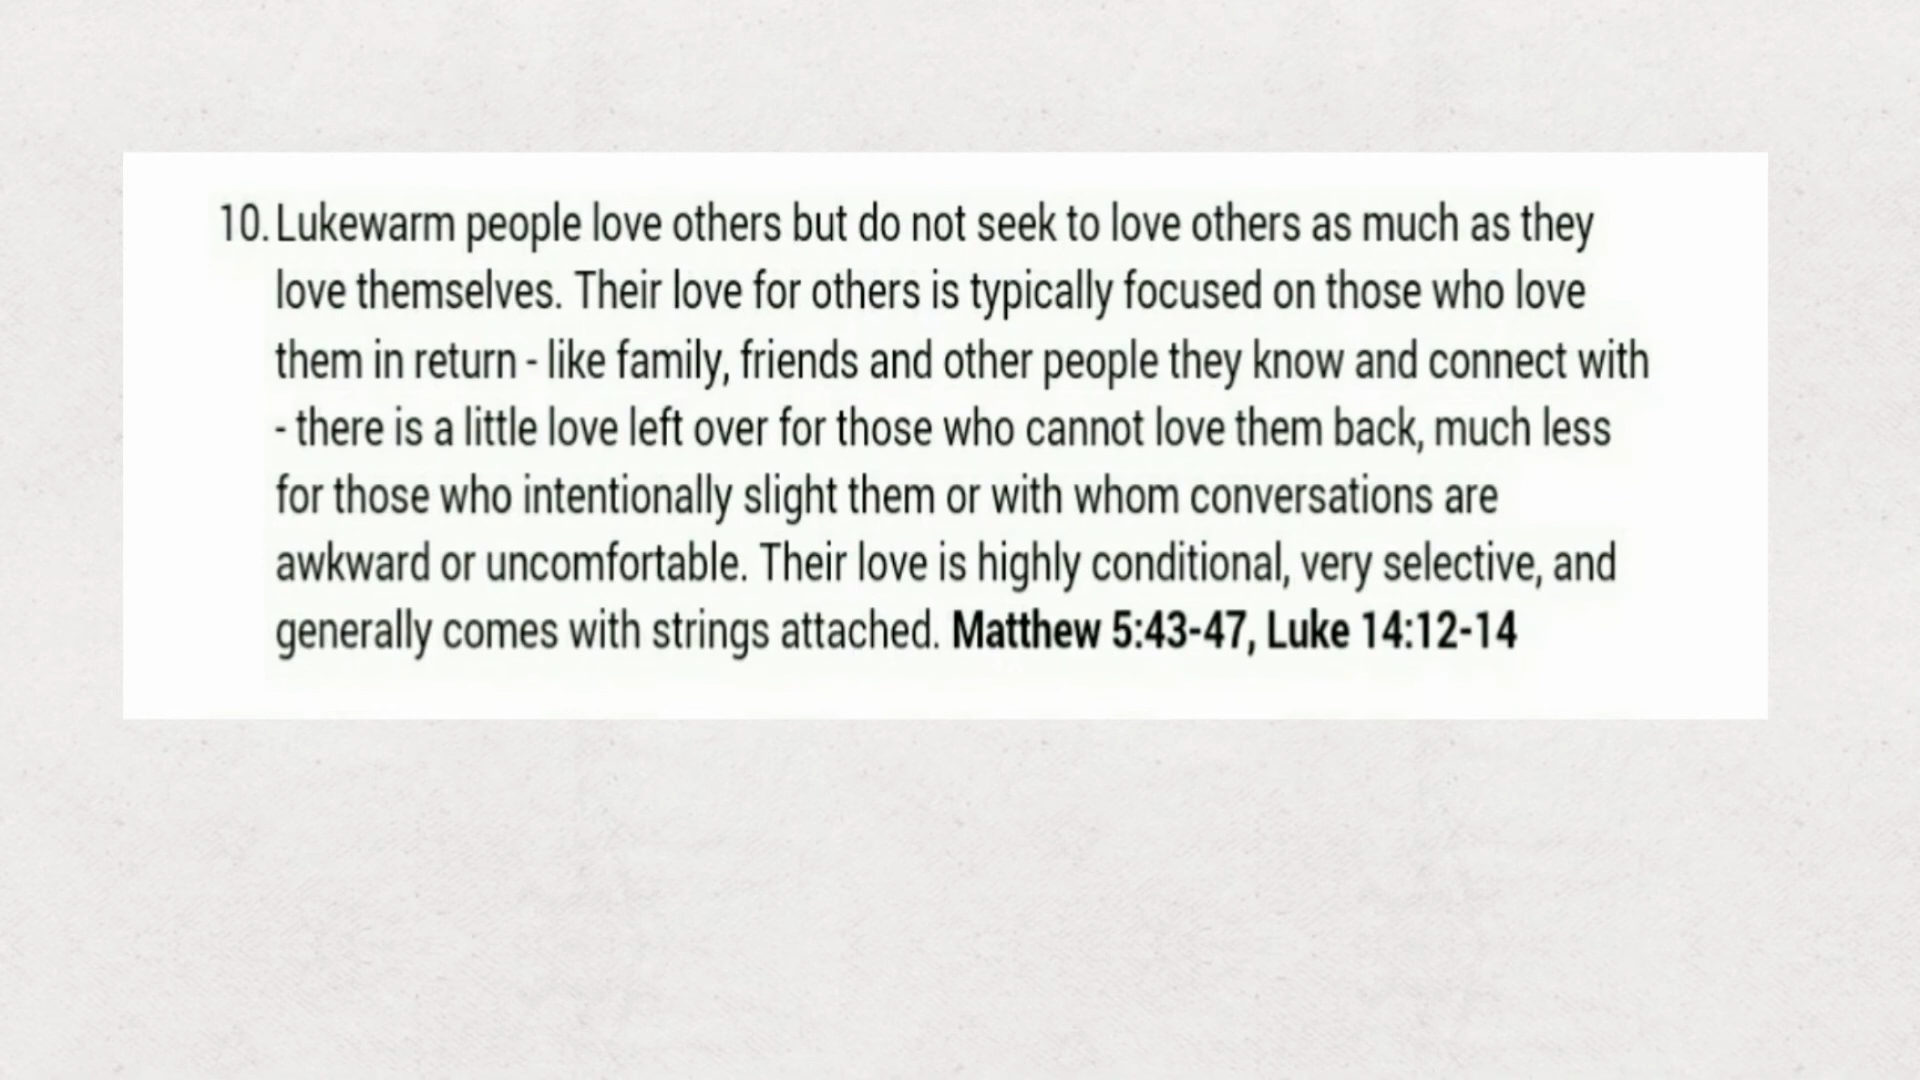 10. Lukewarm people love others but do not seek to love others as much as they
love themselves. Their love for others is typically focused on those who love
them in return - like family, friends and other people they know and connect with
- there is a little love left over for those who cannot love them back, much less
for those who intentionally slight them or with whom conversations are
awkward or uncomfortable. Their love is highly conditional, very selective, and
generally comes with strings attached. Matthew 5:43-47, Luke 14:12-14